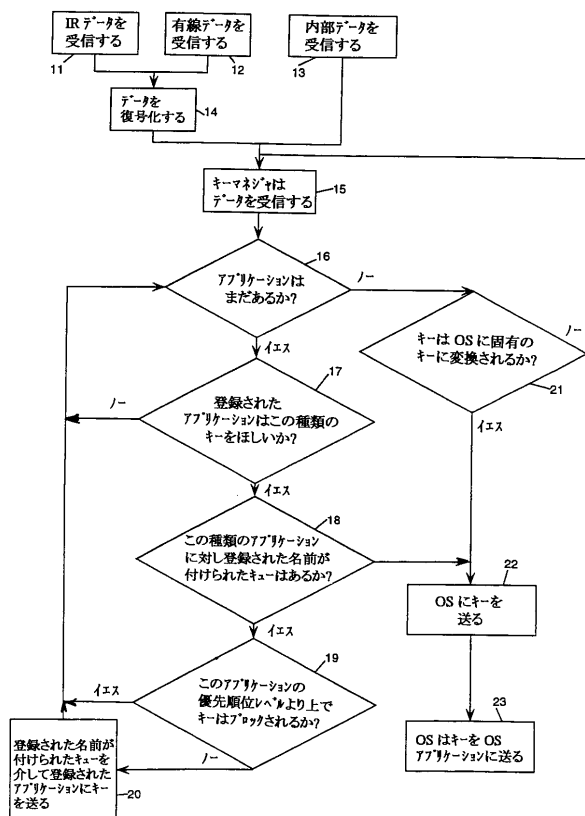 IRデータを
受信する
11
有線データを
受信する
12
内部データを
受信する
13
データを
復号化する
14
キーマネジャは
データを受信する
15
アプリケーションは
まだあるか?
16
ノー
イエス
キーはOSに固有の
キーに変換されるか?
ノー
21
イエス
登録された
アプリケーションはこの種類の
キーをほしいか?
17
ノー
イエス
この種類のアプリケーション
に対し登録された名前が
付けられたキューはあるか?
18
イエス
OSにキーを
送る
22
このアプリケーションの
優先順位レベルより上で
キーはブロックされるか?
19
イエス
ノー
登録された名前が
付けられたキューを
介して登録された
アプリケーションにキー
を送る
20
OSはキーをOS
アプリケーションに送る
23